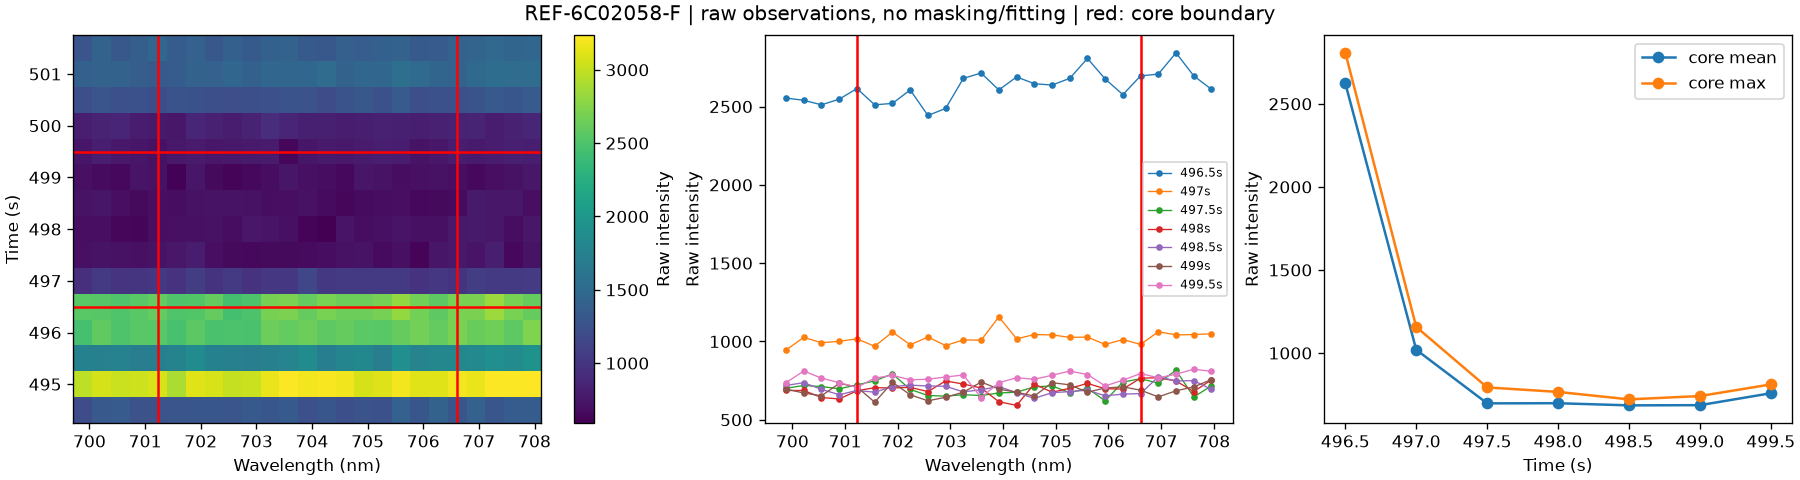 REF-6C02058-F | raw observations, no masking/fitting | red: core boundary
501
500
499
498
497
496
495
Time (s)
700 701 702 703 704 705 706 707 708
Wavelength (nm)
3000
2500
2000
1500
1000
Raw intensity
2500
2000
1500
1000
500
Raw intensity
496.5s
497s
497.5s
498s
498.5s
499s
499.5s
700 701 702 703 704 705 706 707 708
Wavelength (nm)
core mean
core max
2500
2000
1500
1000
Raw intensity
496.5 497.0 497.5 498.0 498.5 499.0 499.5
Time (s)